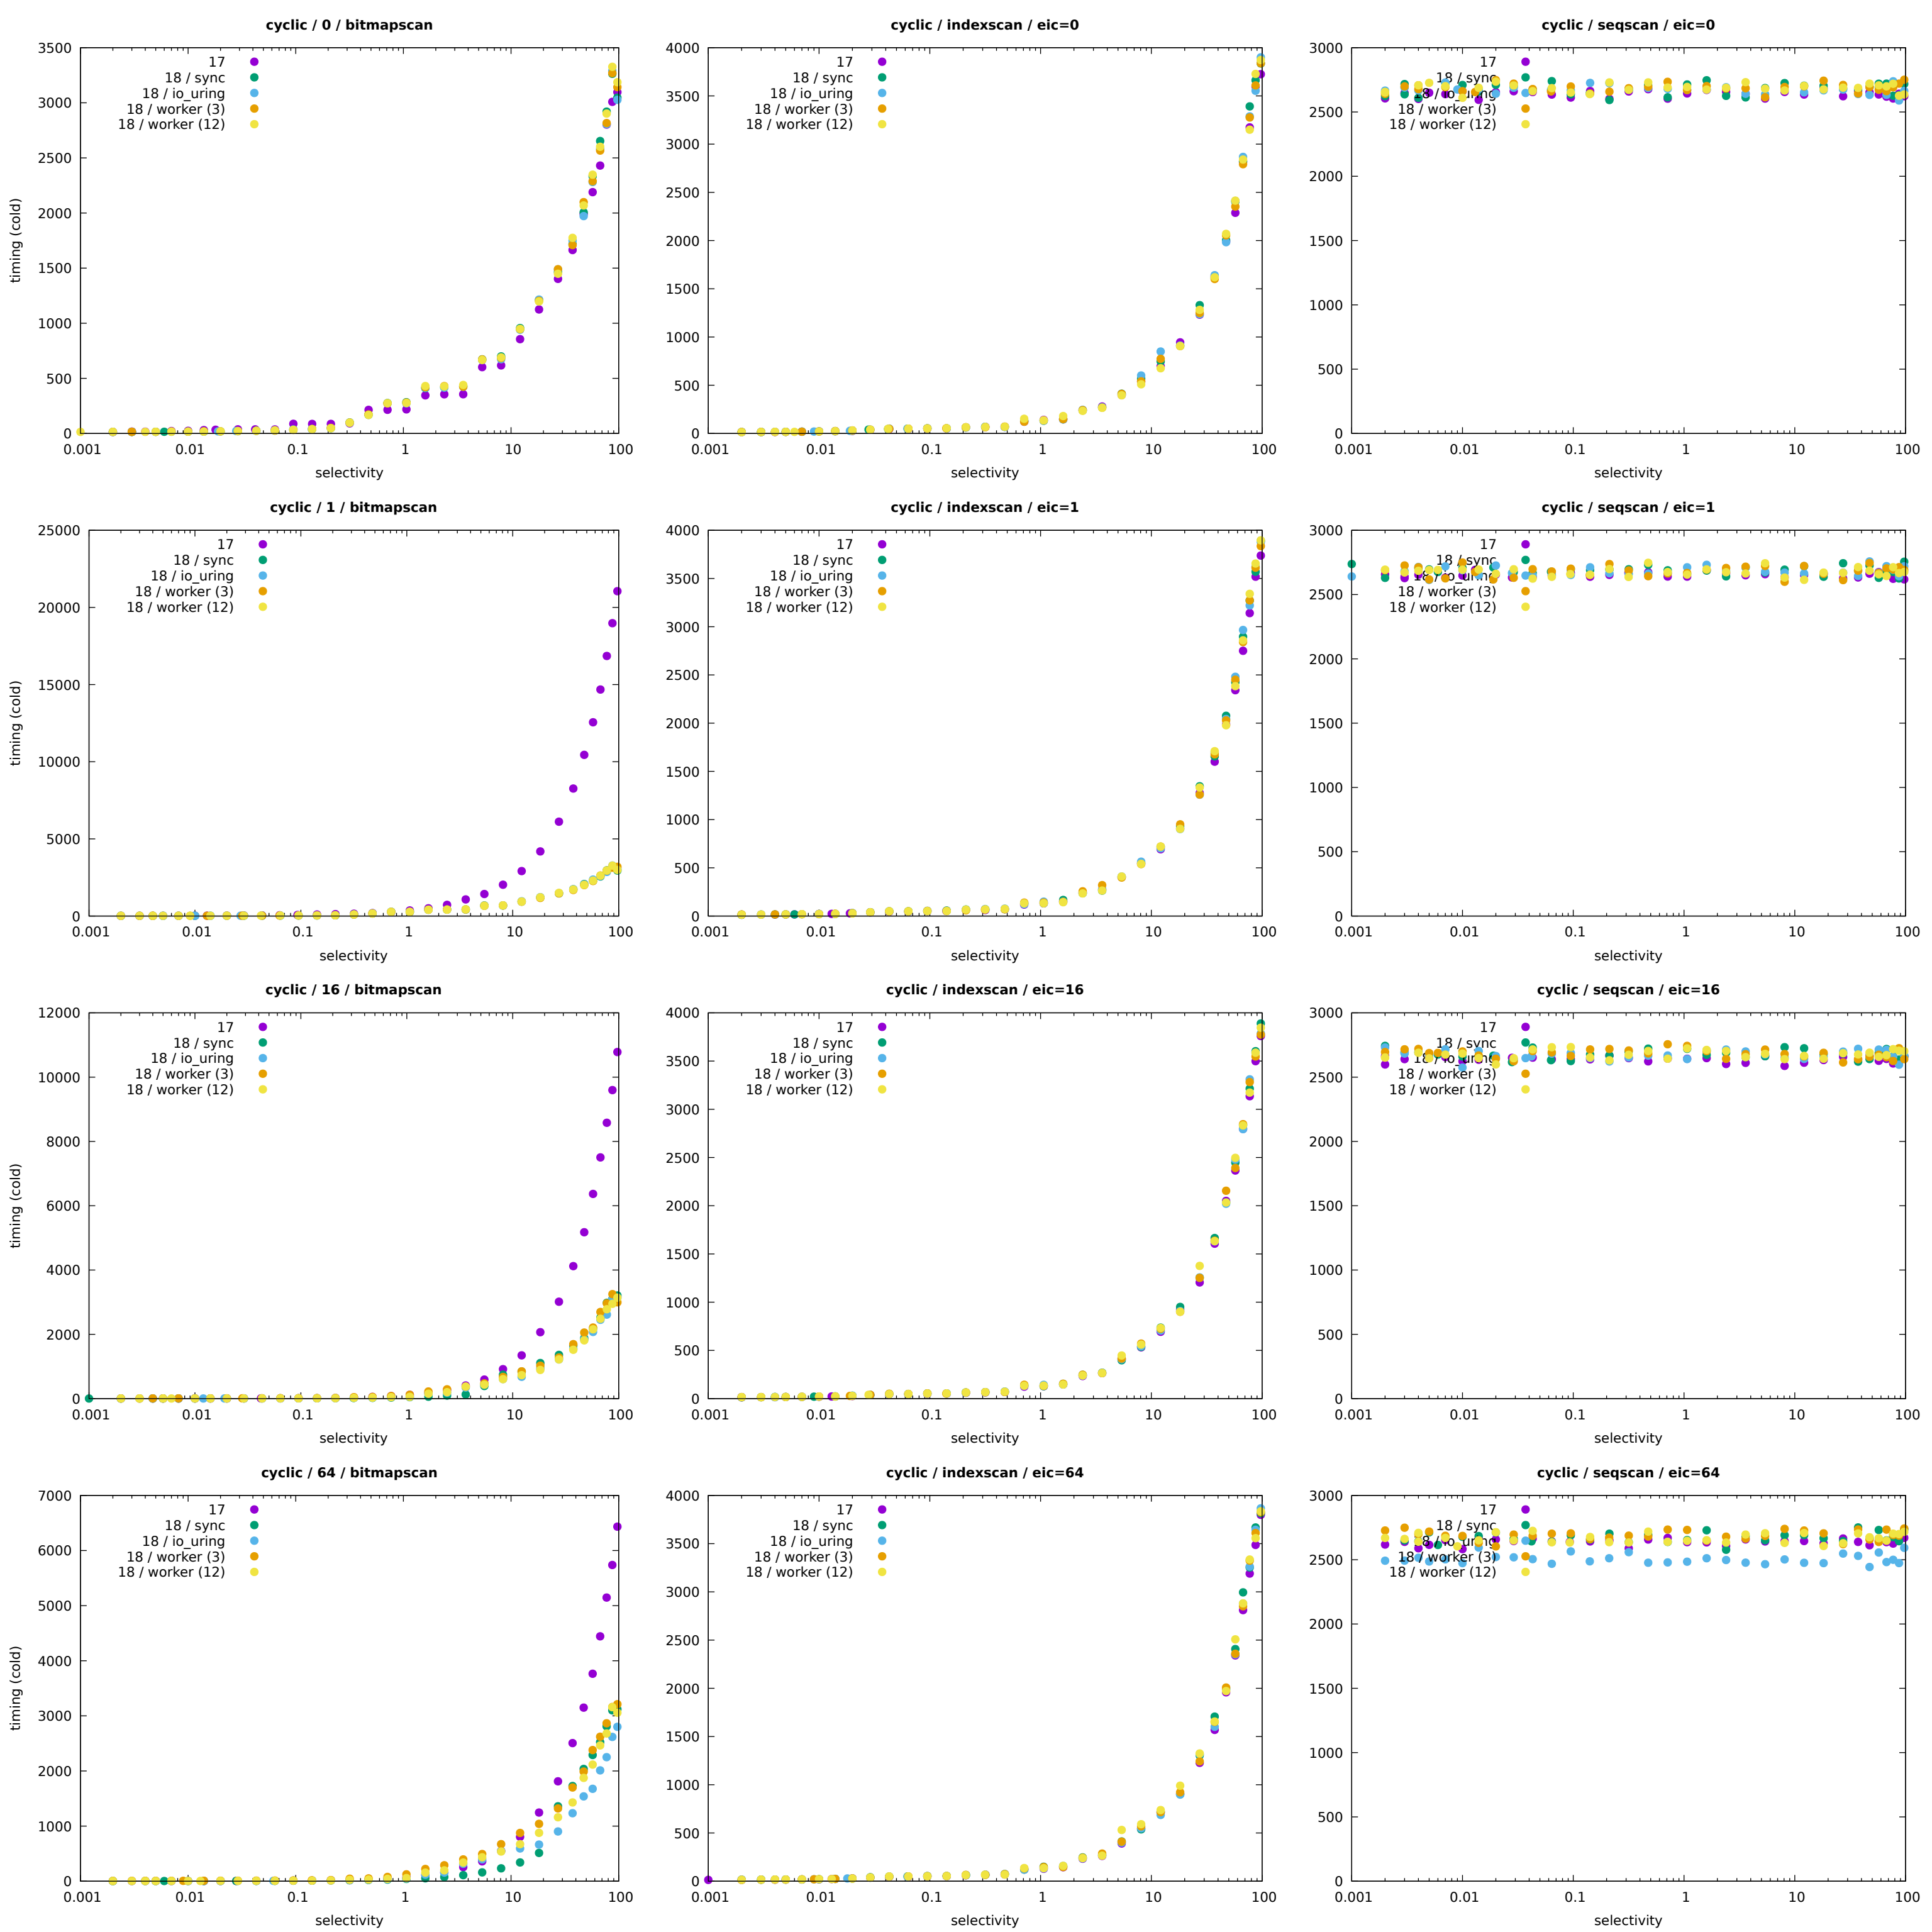 cyclic / 0 / bitmapscan
timing (cold)
3500
3000
2500
2000
1500
1000
500
0
17
18 / sync
18 / io_uring
18 / worker (3)
18 / worker (12)
0.001 0.01 0.1 1 10 100
selectivity
cyclic / indexscan / eic=0
4000
3500
3000
2500
2000
1500
1000
500
0
17
18 / sync
18 / io_uring
18 / worker (3)
18 / worker (12)
0.001 0.01 0.1 1 10 100
selectivity
cyclic / seqscan / eic=0
3000
2500
2000
1500
1000
500
0
17
18 / sync
18 / io_uring
18 / worker (3)
18 / worker (12)
0.001 0.01 0.1 1 10 100
selectivity
cyclic / 1 / bitmapscan
timing (cold)
25000
20000
15000
10000
5000
0
17
18 / sync
18 / io_uring
18 / worker (3)
18 / worker (12)
0.001 0.01 0.1 1 10 100
selectivity
cyclic / indexscan / eic=1
4000
3500
3000
2500
2000
1500
1000
500
0
17
18 / sync
18 / io_uring
18 / worker (3)
18 / worker (12)
0.001 0.01 0.1 1 10 100
selectivity
cyclic / seqscan / eic=1
3000
2500
2000
1500
1000
500
0
17
18 / sync
18 / io_uring
18 / worker (3)
18 / worker (12)
0.001 0.01 0.1 1 10 100
selectivity
cyclic / 16 / bitmapscan
timing (cold)
12000
10000
8000
6000
4000
2000
0
17
18 / sync
18 / io_uring
18 / worker (3)
18 / worker (12)
0.001 0.01 0.1 1 10 100
selectivity
cyclic / indexscan / eic=16
4000
3500
3000
2500
2000
1500
1000
500
0
17
18 / sync
18 / io_uring
18 / worker (3)
18 / worker (12)
0.001 0.01 0.1 1 10 100
selectivity
cyclic / seqscan / eic=16
3000
2500
2000
1500
1000
500
0
17
18 / sync
18 / io_uring
18 / worker (3)
18 / worker (12)
0.001 0.01 0.1 1 10 100
selectivity
cyclic / 64 / bitmapscan
timing (cold)
7000
6000
5000
4000
3000
2000
1000
0
17
18 / sync
18 / io_uring
18 / worker (3)
18 / worker (12)
0.001 0.01 0.1 1 10 100
selectivity
cyclic / indexscan / eic=64
4000
3500
3000
2500
2000
1500
1000
500
0
17
18 / sync
18 / io_uring
18 / worker (3)
18 / worker (12)
0.001 0.01 0.1 1 10 100
selectivity
cyclic / seqscan / eic=64
3000
2500
2000
1500
1000
500
0
17
18 / sync
18 / io_uring
18 / worker (3)
18 / worker (12)
0.001 0.01 0.1 1 10 100
selectivity